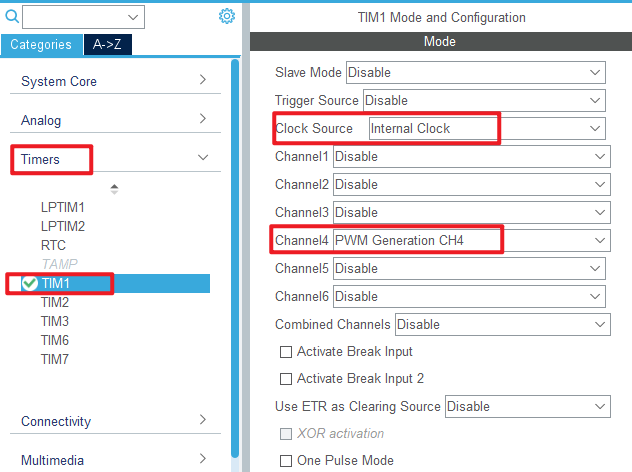 Categories A->Z
System Core
Analog
Timers
LPTIM1
LPTIM2
RTC
TAMP
TIM1
TIM2
TIM3
TIM6
TIM7
Connectivity
Multimedia
TIM1 Mode and Configuration
Mode
Slave Mode Disable
Trigger Source Disable
Clock Source Internal Clock
Channel1 Disable
Channel2 Disable
Channel3 Disable
Channel4 PWM Generation CH4
Channel5 Disable
Channel6 Disable
Combined Channels Disable
Activate Break Input
Activate Break Input 2
Use ETR as Clearing Source Disable
XOR activation
One Pulse Mode